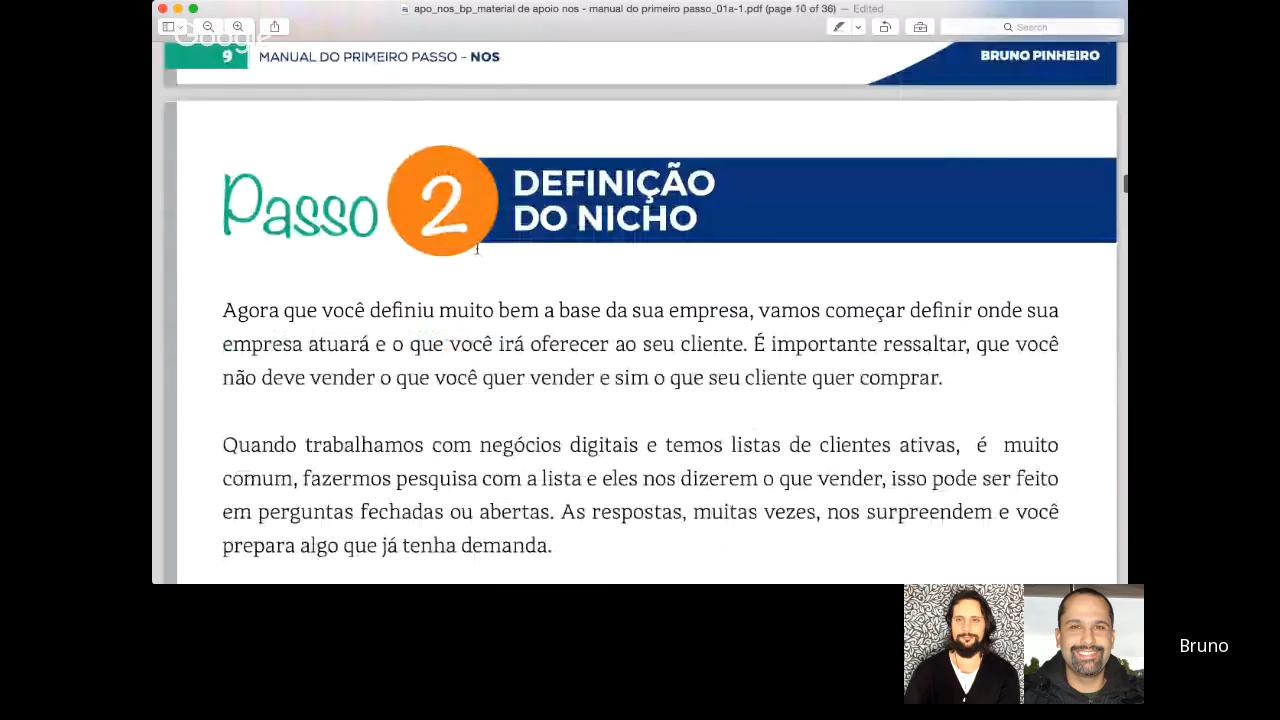 apo_nos_bp_material de apoio nos - manual do primeiro passo_01a-1.pdf (page 10 of 36) — Edited
Google
Search
9 MANUAL DO PRIMEIRO PASSO - NOS
BRUNO PINHEIRO
Passo 2 DEFINIÇÃO
DO NICHO
Agora que você definiu muito bem a base da sua empresa, vamos começar definir onde sua
empresa atuará e o que você irá oferecer ao seu cliente. É importante ressaltar, que você
não deve vender o que você quer vender e sim o que seu cliente quer comprar.
Quando trabalhamos com negócios digitais e temos listas de clientes ativas, é muito
comum, fazermos pesquisa com a lista e eles nos dizerem o que vender, isso pode ser feito
em perguntas fechadas ou abertas. As respostas, muitas vezes, nos surpreendem e você
prepara algo que já tenha demanda.
Bruno